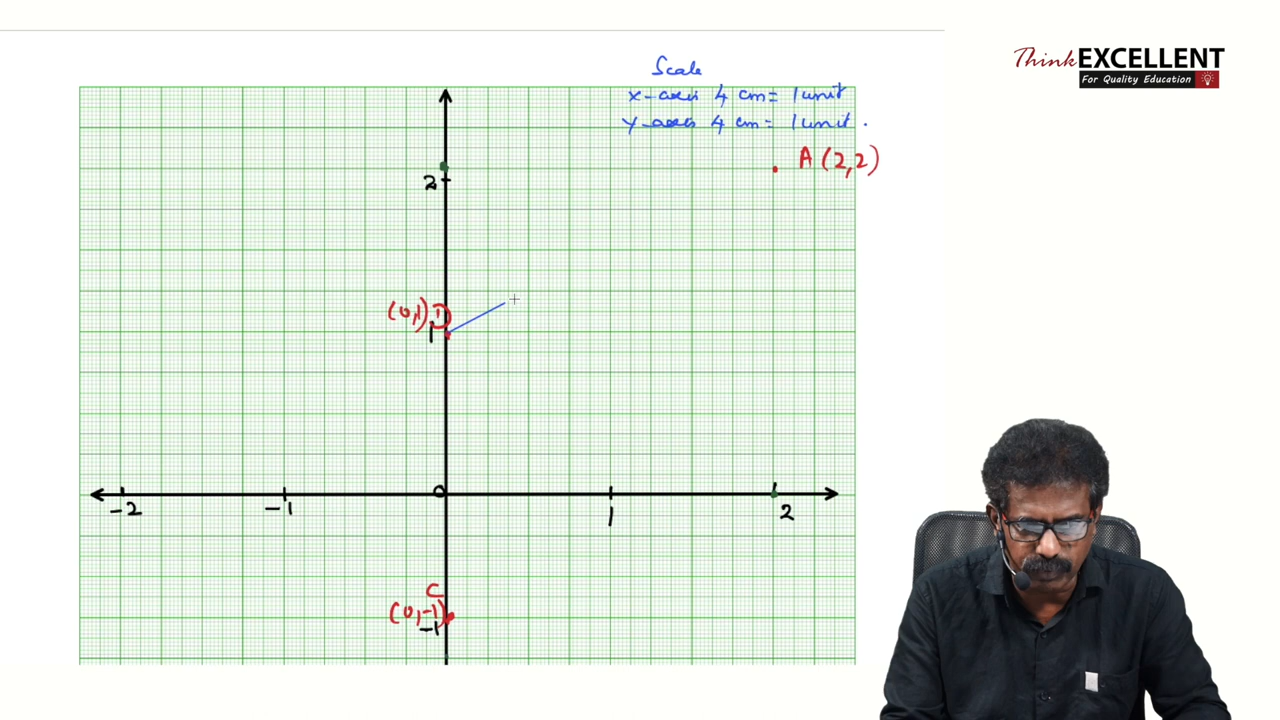 Think EXCELLENT
For Quality Education
Scale
x-axis 4 cm = 1 unit
y-axis 4 cm = 1 unit.
A (2,2)
2
(0,1) D
1
0
-2 -1 1 2
C
(0,-1)
-1